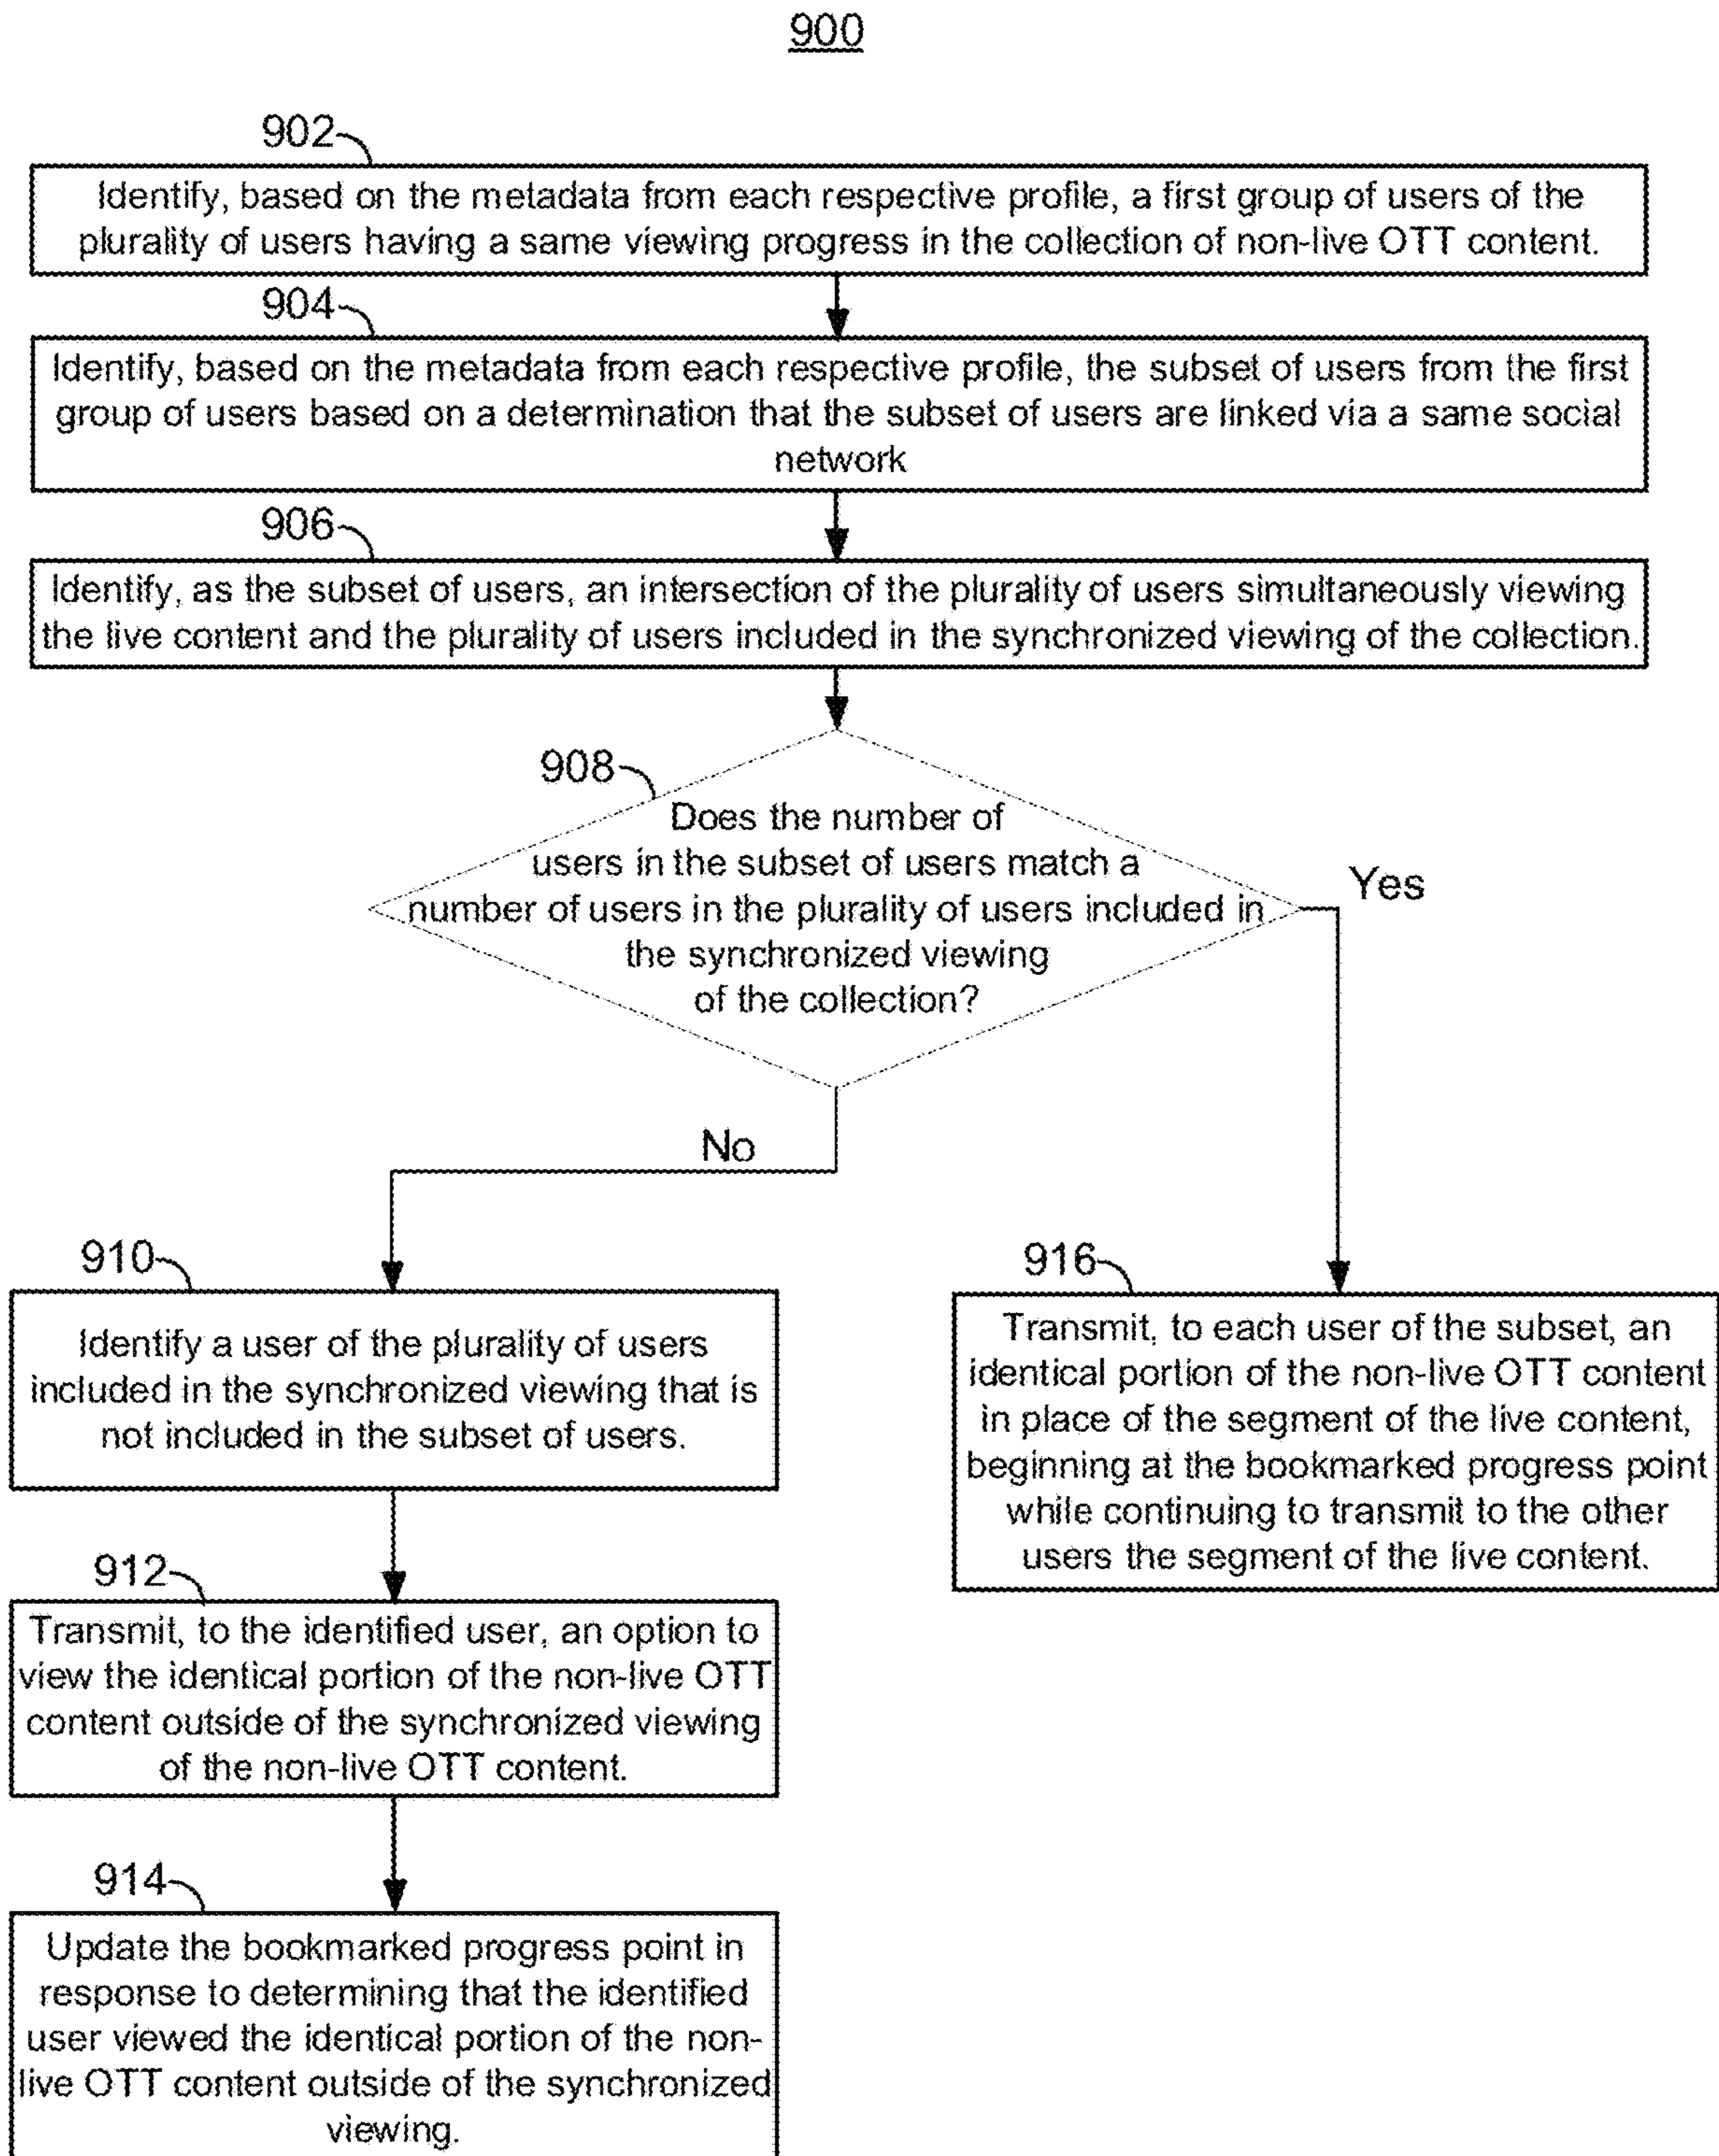 900
902
Identify, based on the metadata from each respective profile, a first group of users of the
plurality of users having a same viewing progress in the collection of non-live OTT content.
904
Identify, based on the metadata from each respective profile, the subset of users from the first
group of users based on a determination that the subset of users are linked via a same social
network
906
Identify, as the subset of users, an intersection of the plurality of users simultaneously viewing
the live content and the plurality of users included in the synchronized viewing of the collection.
908
Does the number of
users in the subset of users match a
number of users in the plurality of users included in
the synchronized viewing
of the collection?
Yes
No
910
Identify a user of the plurality of users
included in the synchronized viewing that is
not included in the subset of users.
912
Transmit, to the identified user, an option to
view the identical portion of the non-live OTT
content outside of the synchronized viewing
of the non-live OTT content.
914
Update the bookmarked progress point in
response to determining that the identified
user viewed the identical portion of the non-
live OTT content outside of the synchronized
viewing.
916
Transmit, to each user of the subset, an
identical portion of the non-live OTT content
in place of the segment of the live content,
beginning at the bookmarked progress point
while continuing to transmit to the other
users the segment of the live content.